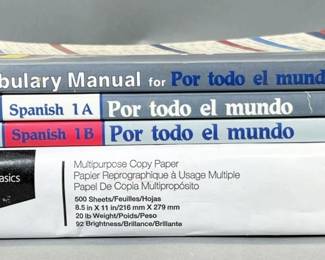 bulary Manual for Por todo el mund
Spanish 1A Por todo el mundo
Spanish 1B Por todo el mundo
asics
Multipurpose Copy Paper
Papier Reprographique à Usage Multiple
Papel De Copia Multipropósito
500 Sheets/Feuilles/Hojas
8.5 in X 11 in/216 mm X 279 mm
20 lb Weight/Poids/Peso
92 Brightness/Brillance/Brillante